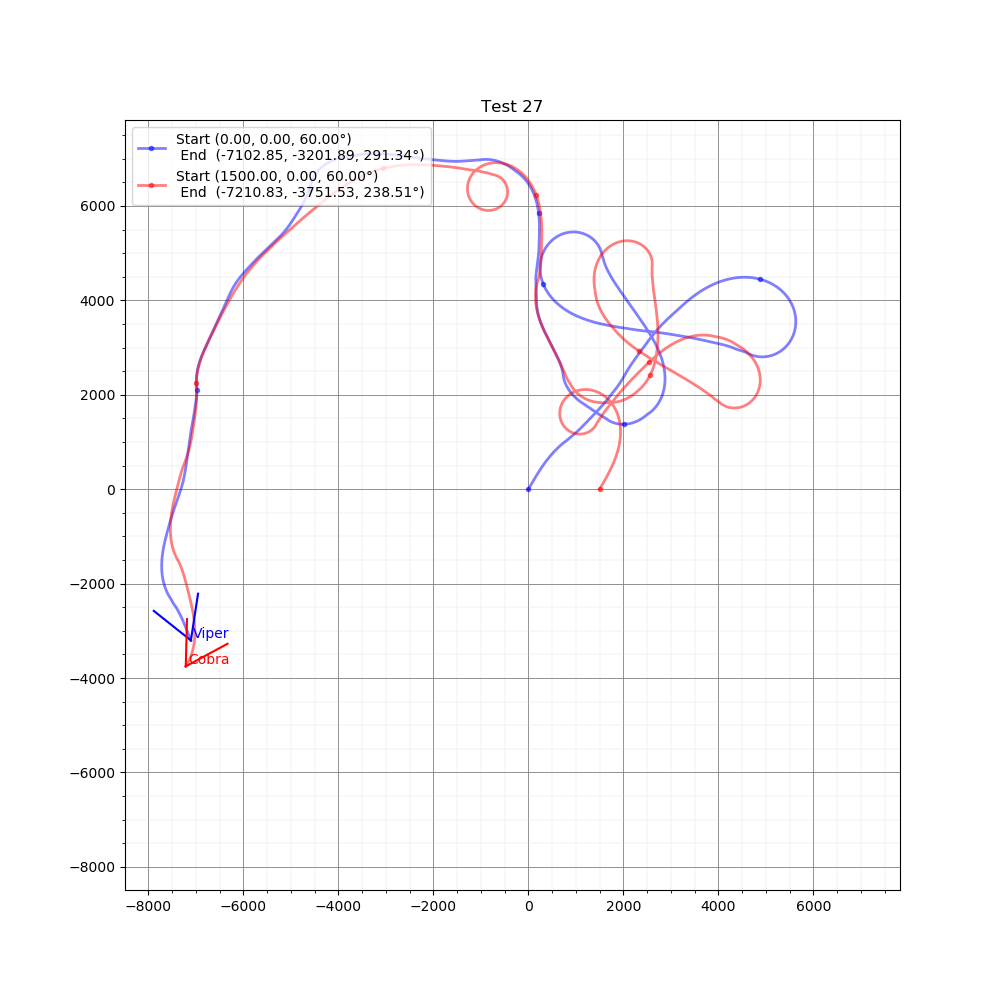 Test 27
Start (0.00, 0.00, 60.00°)
End  (-7102.85, -3201.89, 291.34°)
Start (1500.00, 0.00, 60.00°)
End  (-7210.83, -3751.53, 238.51°)
6000
4000
2000
0
−2000
Viper
Cobra
−4000
−6000
−8000
−8000 −6000 −4000 −2000 0 2000 4000 6000